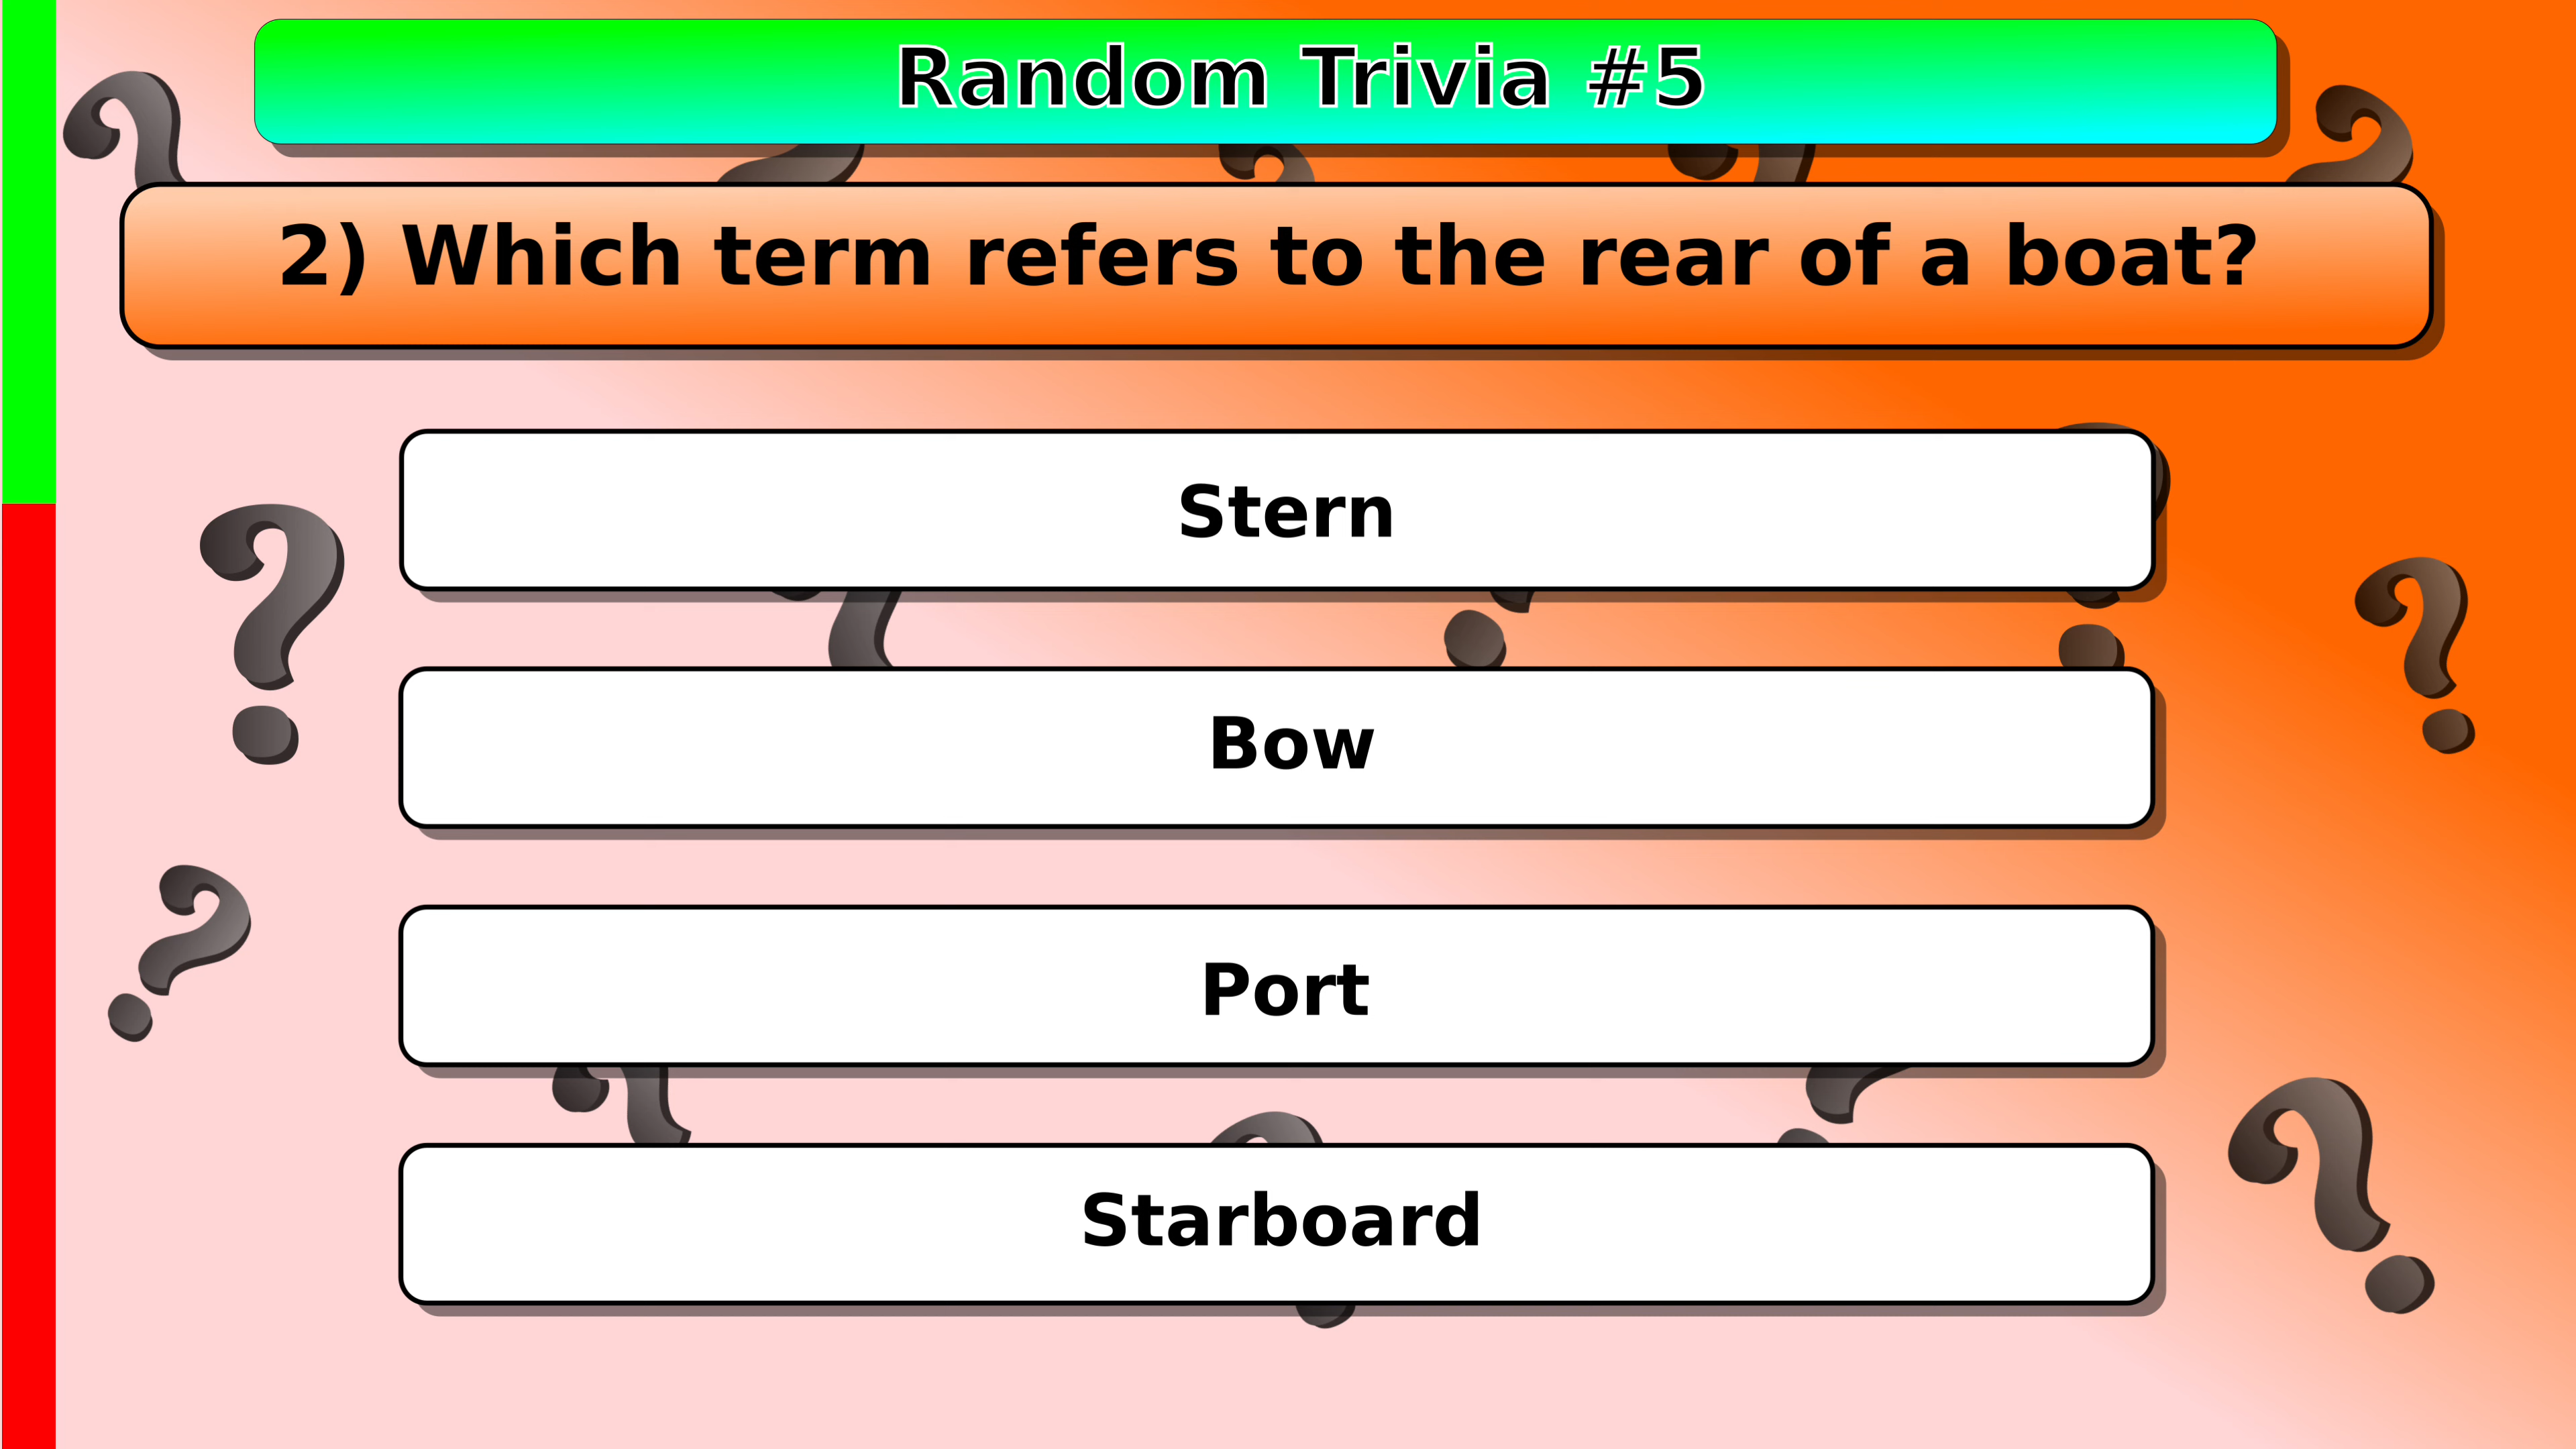 Random Trivia #5
2) Which term refers to the rear of a boat?
Stern
Bow
Port
Starboard